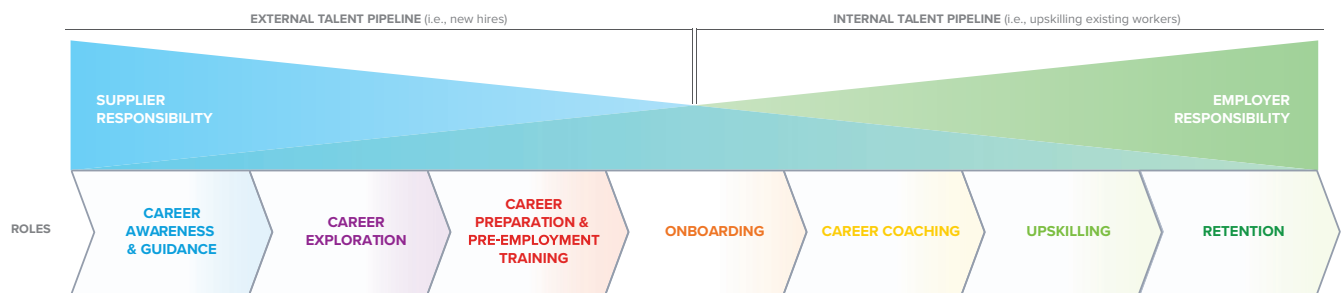 EXTERNAL TALENT PIPELINE (i.e., new hires)
INTERNAL TALENT PIPELINE (i.e., upskilling existing workers)
SUPPLIER
RESPONSIBILITY
EMPLOYER
RESPONSIBILITY
ROLES
CAREER
AWARENESS
& GUIDANCE
CAREER
EXPLORATION
CAREER
PREPARATION &
PRE-EMPLOYMENT
TRAINING
ONBOARDING
CAREER COACHING
UPSKILLING
RETENTION